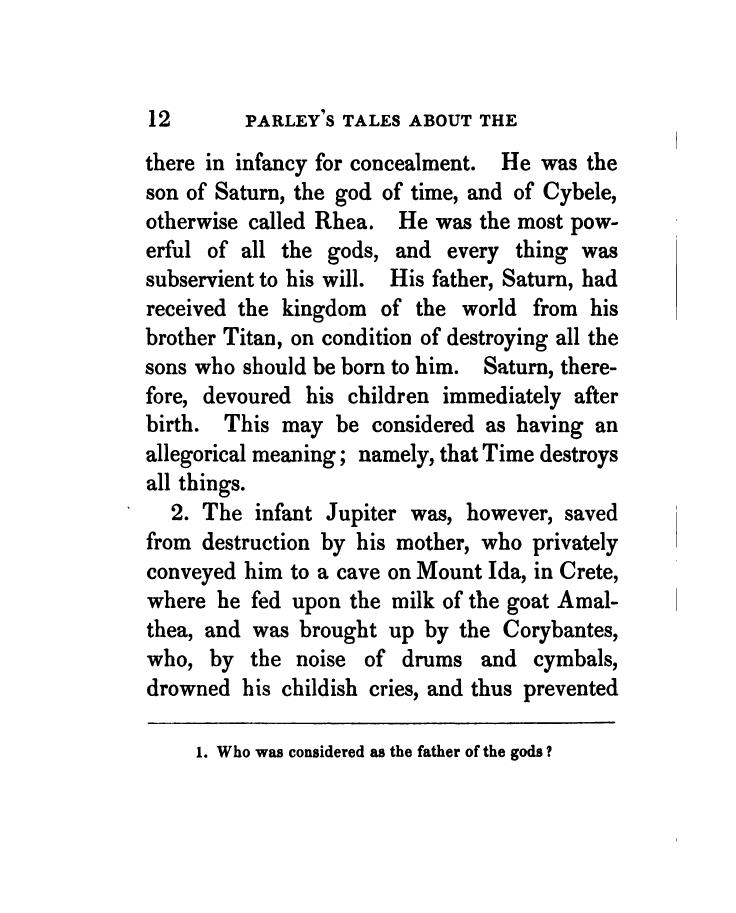 12 PARLEY'S TALES ABOUT THE
there in infancy for concealment. He was the
son of Saturn, the god of time, and of Cybele,
otherwise called Rhea. He was the most pow-
erful of all the gods, and every thing was
subservient to his will. His father, Saturn, had
received the kingdom of the world from his
brother Titan, on condition of destroying all the
sons who should be born to him. Saturn, there-
fore, devoured his children immediately after
birth. This may be considered as having an
allegorical meaning; namely, that Time destroys
all things.
2. The infant Jupiter was, however, saved
from destruction by his mother, who privately
conveyed him to a cave on Mount Ida, in Crete,
where he fed upon the milk of the goat Amal-
thea, and was brought up by the Corybantes,
who, by the noise of drums and cymbals,
drowned his childish cries, and thus prevented
1. Who was considered as the father of the gods?